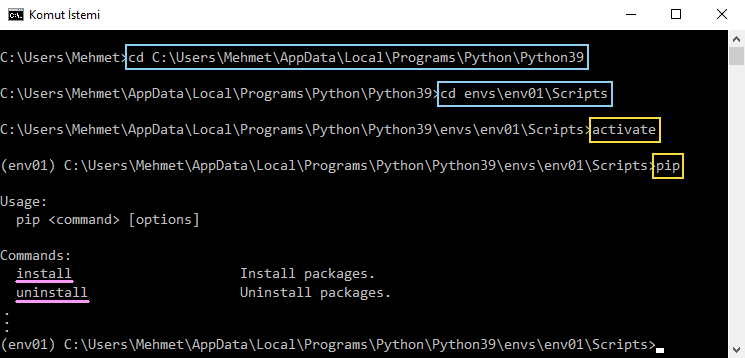 Komut İstemi
C:\Users\Mehmet>cd C:\Users\Mehmet\AppData\Local\Programs\Python\Python39
C:\Users\Mehmet\AppData\Local\Programs\Python\Python39>cd envs\env01\Scripts
C:\Users\Mehmet\AppData\Local\Programs\Python\Python39\envs\env01\Scripts>activate
(env01) C:\Users\Mehmet\AppData\Local\Programs\Python\Python39\envs\env01\Scripts>pip
Usage:
pip <command> [options]
Commands:
install Install packages.
uninstall Uninstall packages.
:
:
(env01) C:\Users\Mehmet\AppData\Local\Programs\Python\Python39\envs\env01\Scripts>